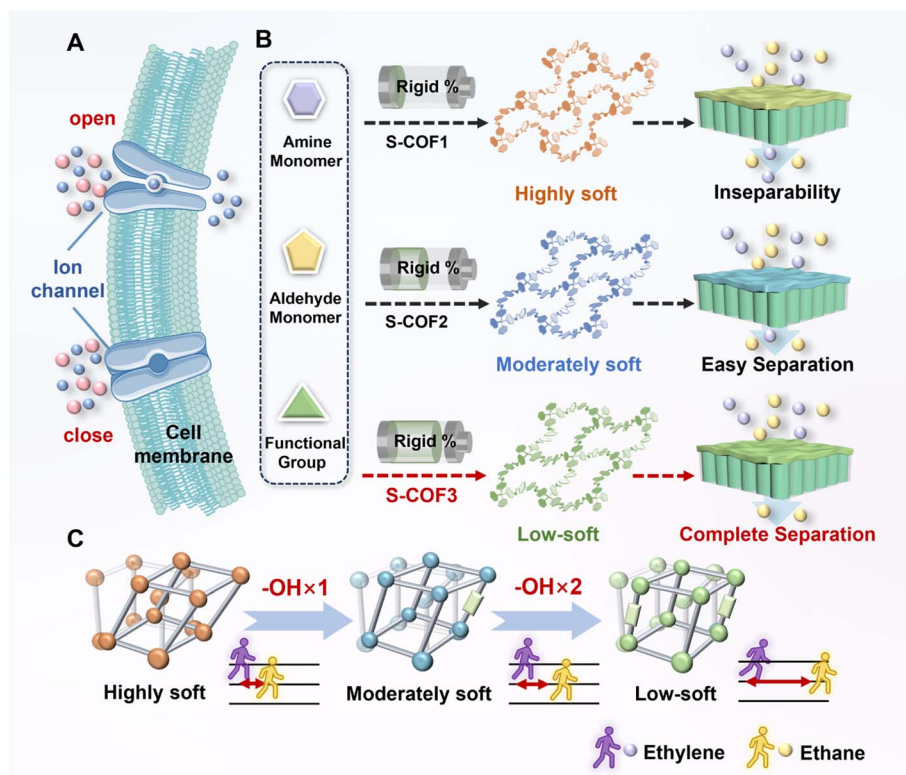 A
open
Ion
channel
close
Cell
membrane
B
Amine
Monomer
Aldehyde
Monomer
Functional
Group
Rigid %
S-COF1
Highly soft
Inseparability
Rigid %
S-COF2
Moderately soft
Easy Separation
Rigid %
S-COF3
Low-soft
Complete Separation
C
-OH×1
-OH×2
Highly soft
Moderately soft
Low-soft
Ethylene
Ethane